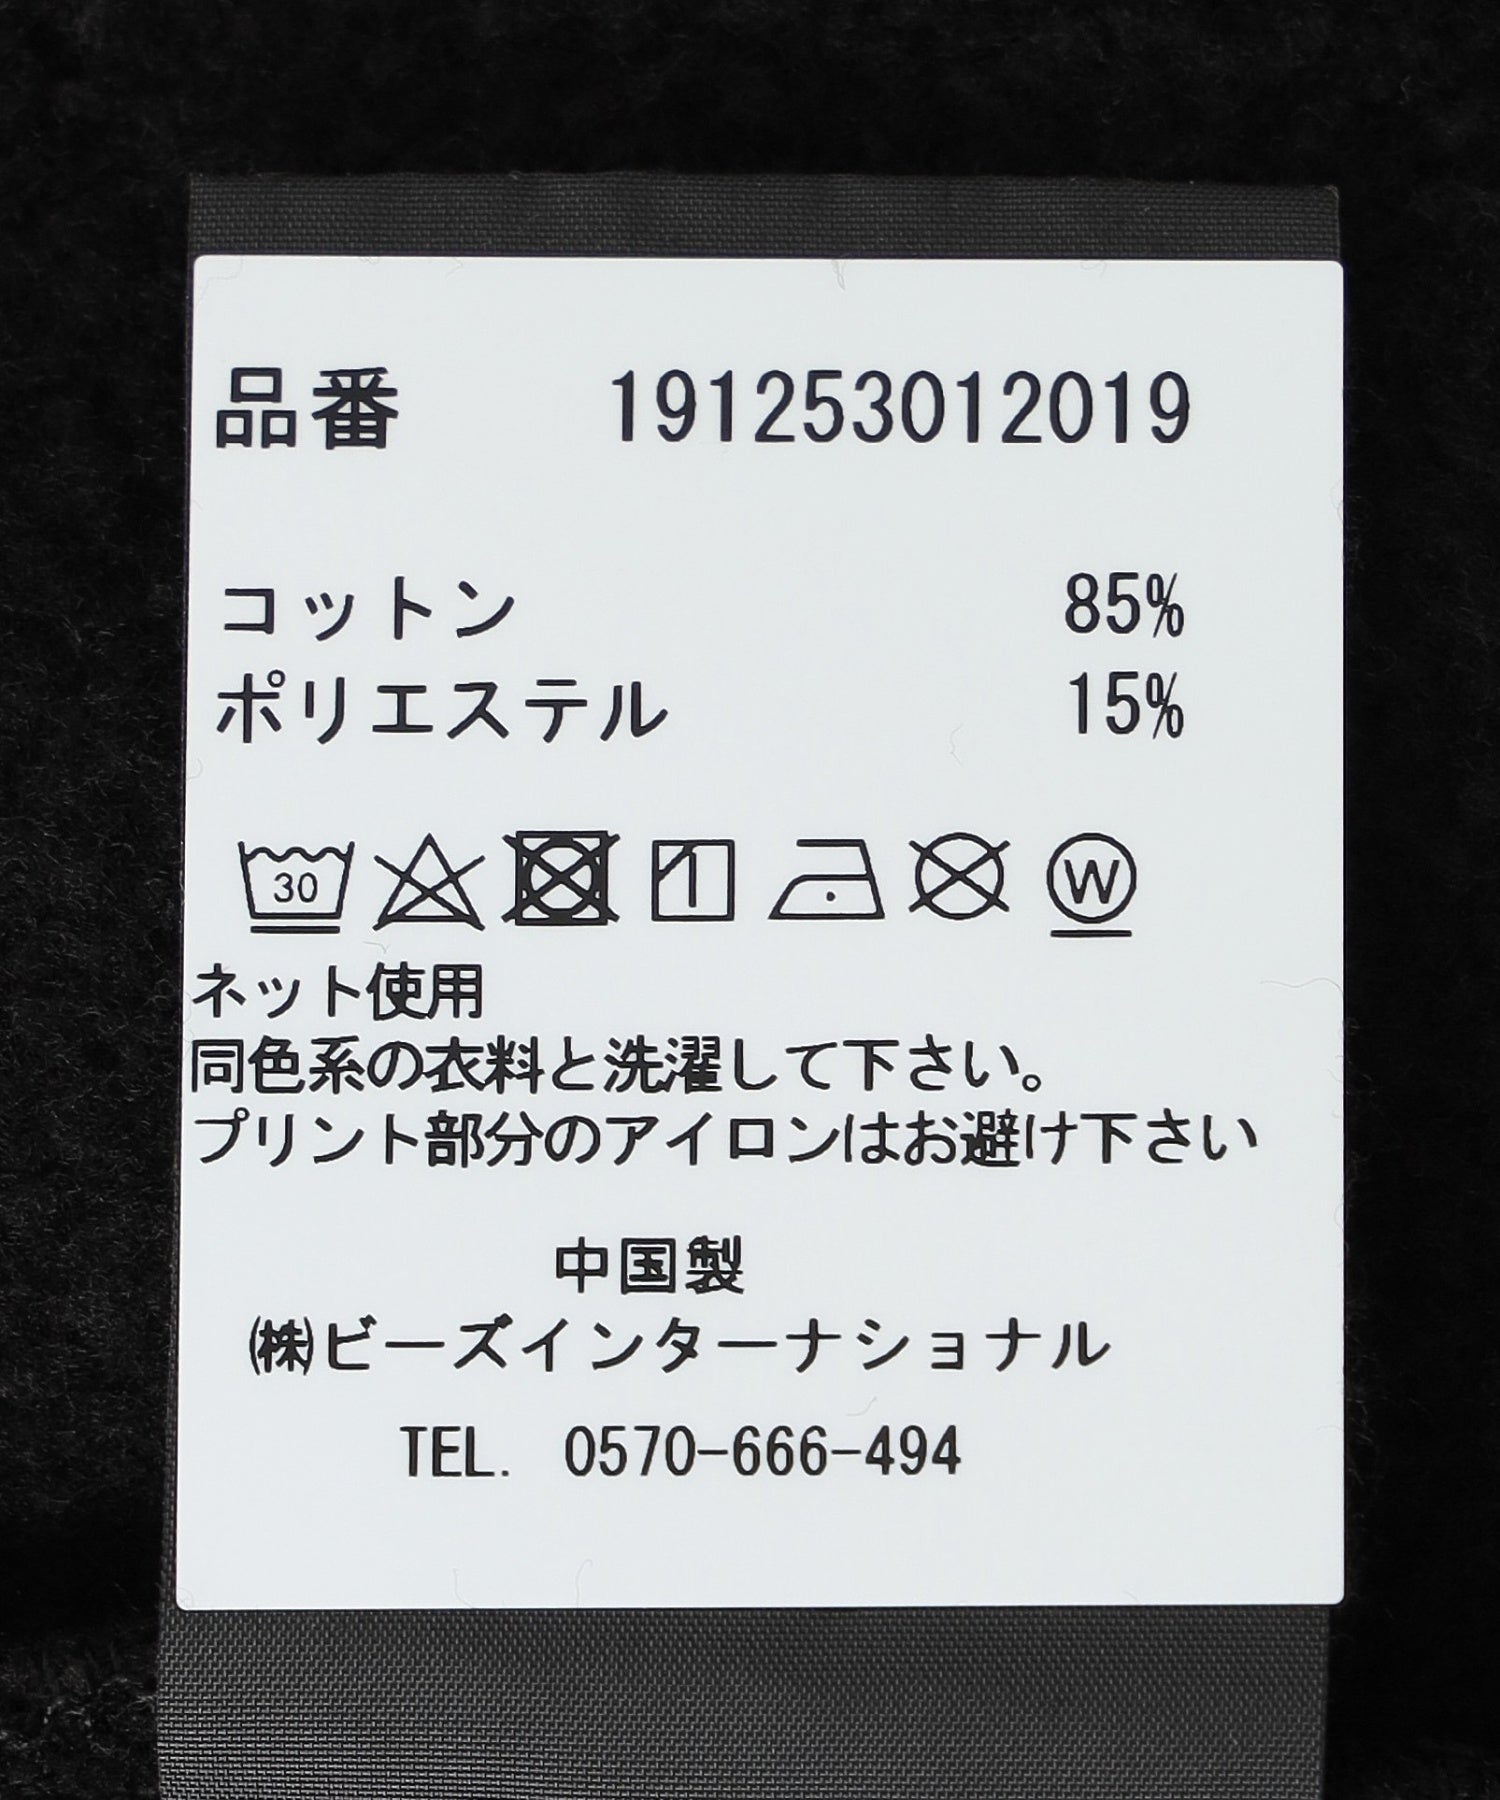 品番 191253012019
コットン 85%
ポリエステル 15%
30 W
ネット使用
同色系の衣料と洗濯して下さい。
プリント部分のアイロンはお避け下さい
中国製
㈱ビーズインターナショナル
TEL. 0570-666-494